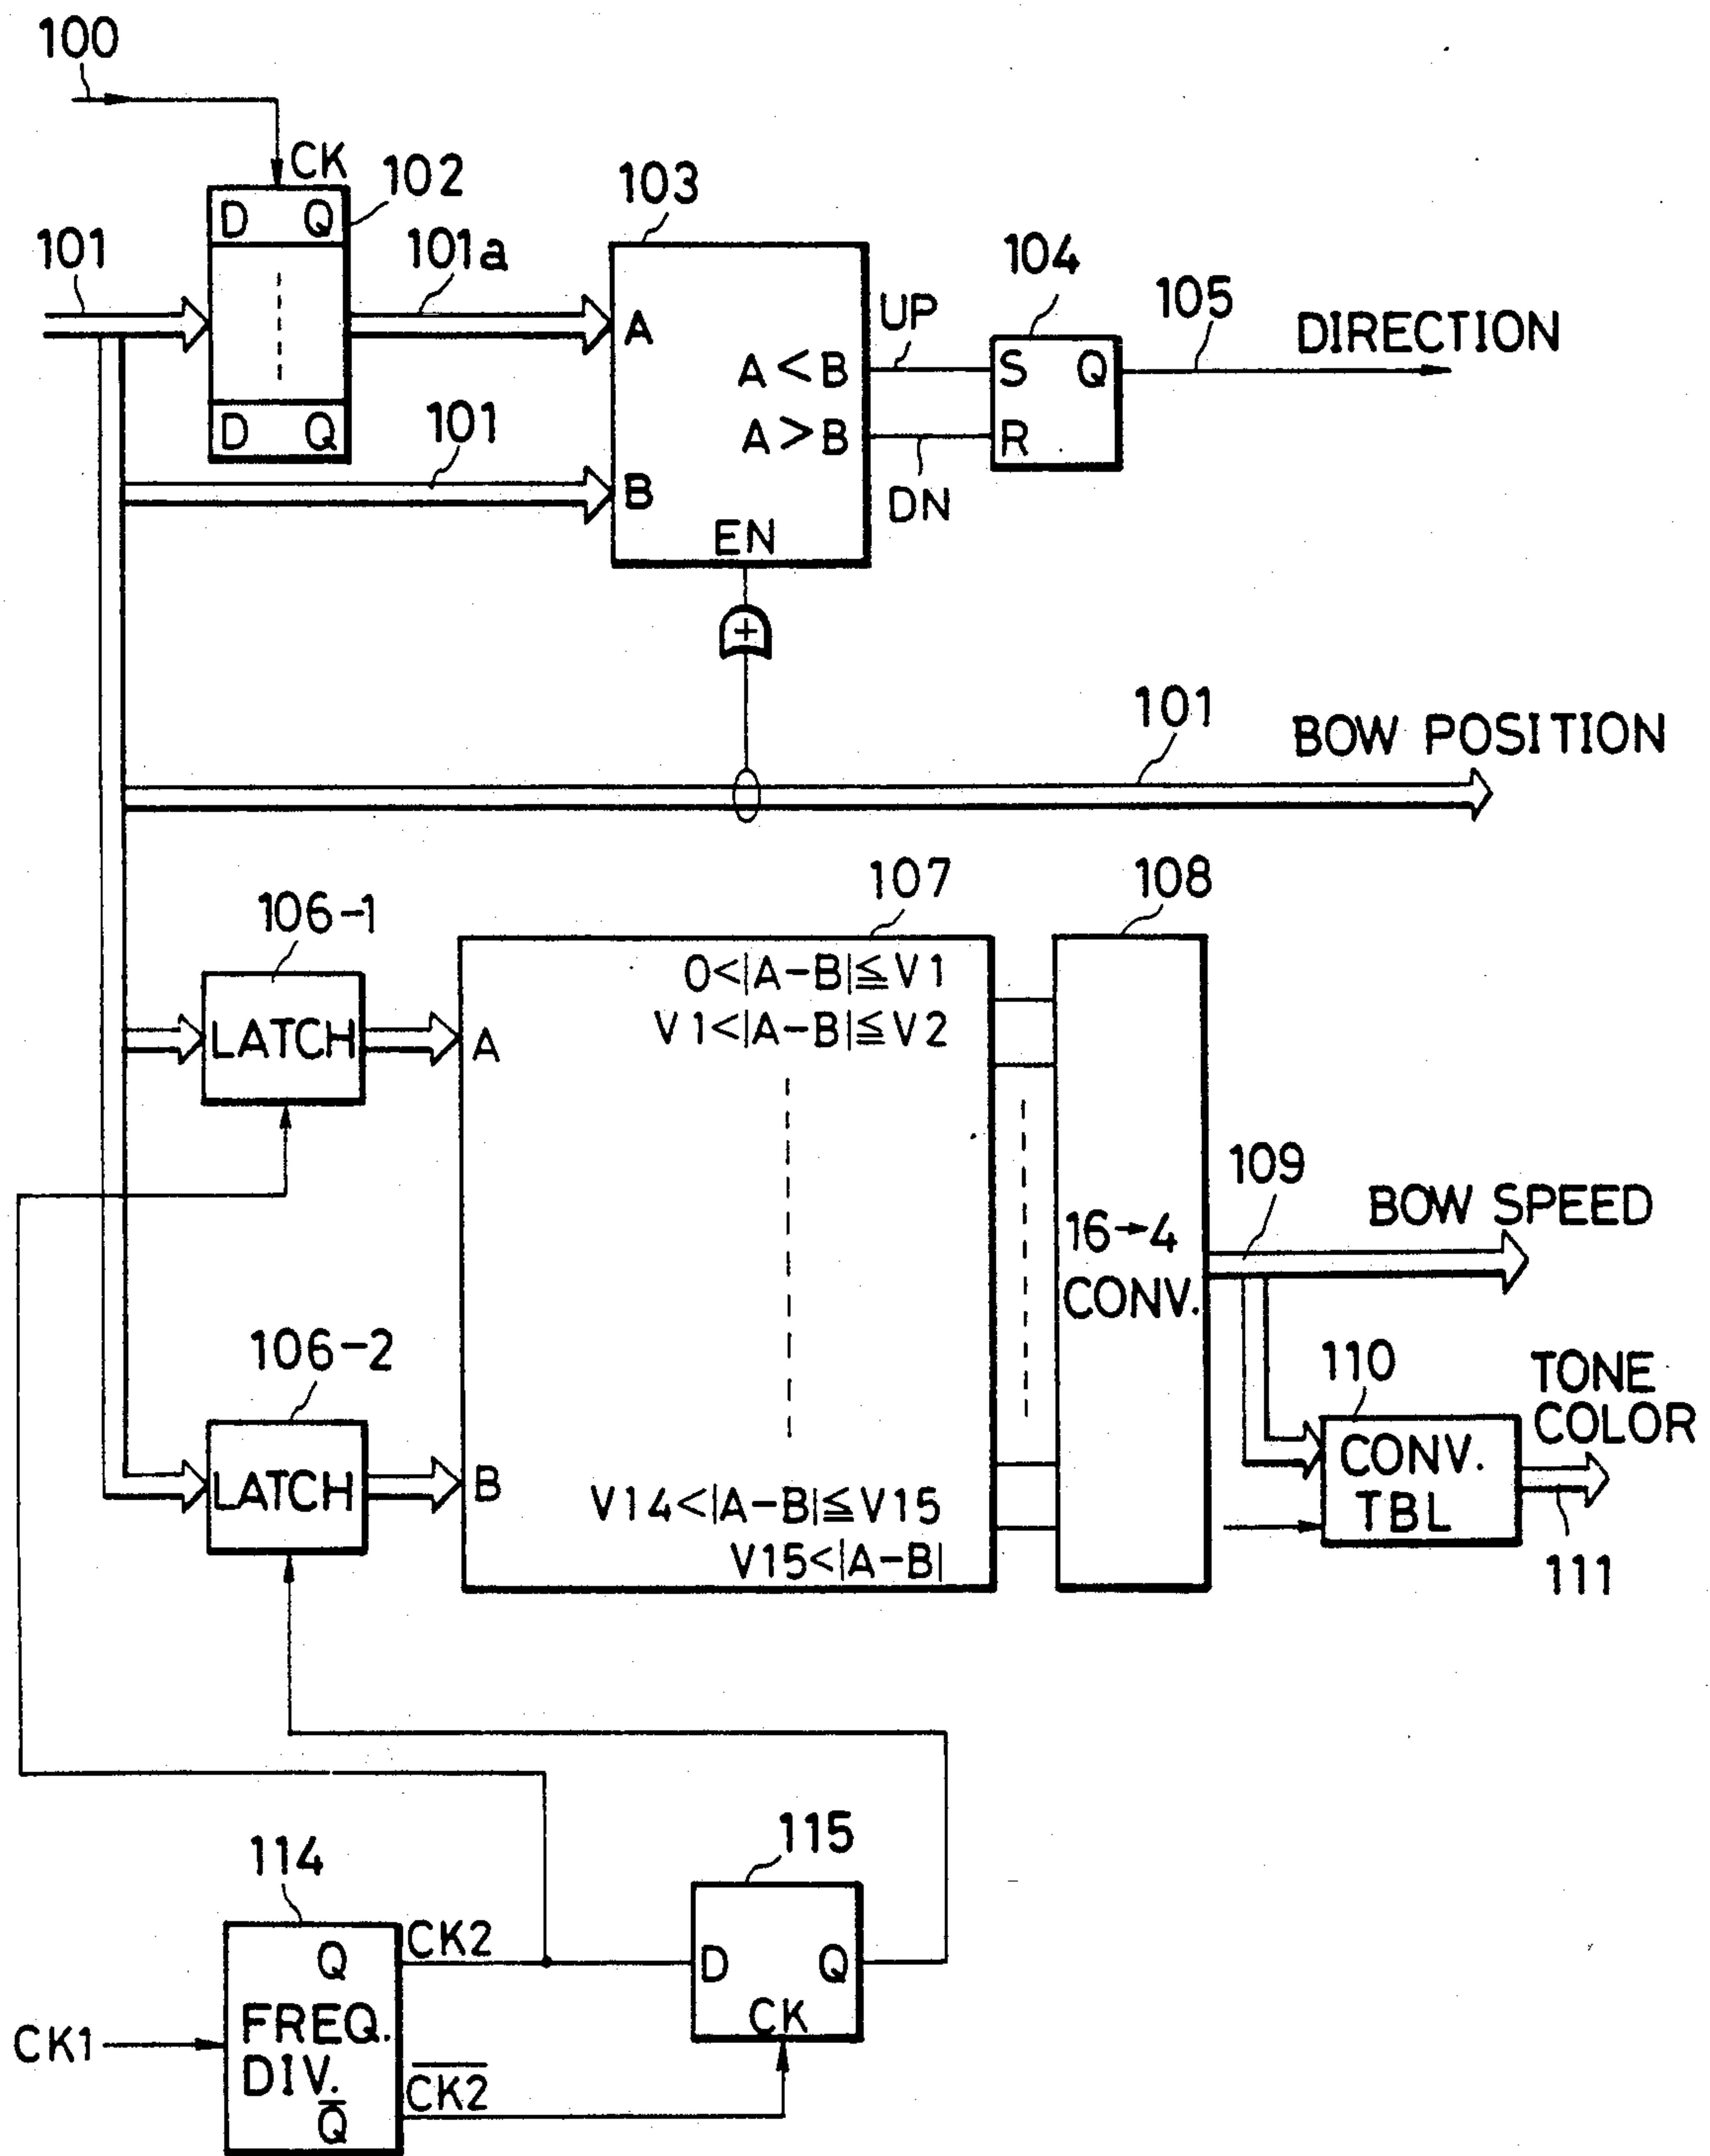 100
CK
102
D Q
101
101a
D Q
101
103
A
B
A<B
A>B
EN
UP
DN
104
S Q
R
105
DIRECTION
+
101
BOW POSITION
106-1
LATCH
106-2
LATCH
107
A
B
0<|A-B|≦V1
V1<|A-B|≦V2
V14<|A-B|≦V15
V15<|A-B|
108
16→4
CONV.
109
BOW SPEED
110
CONV.
TBL
TONE
COLOR
111
114
CK1
Q
FREQ.
DIV.
Q̅
CK2
C̅K̅2̅
115
D Q
CK